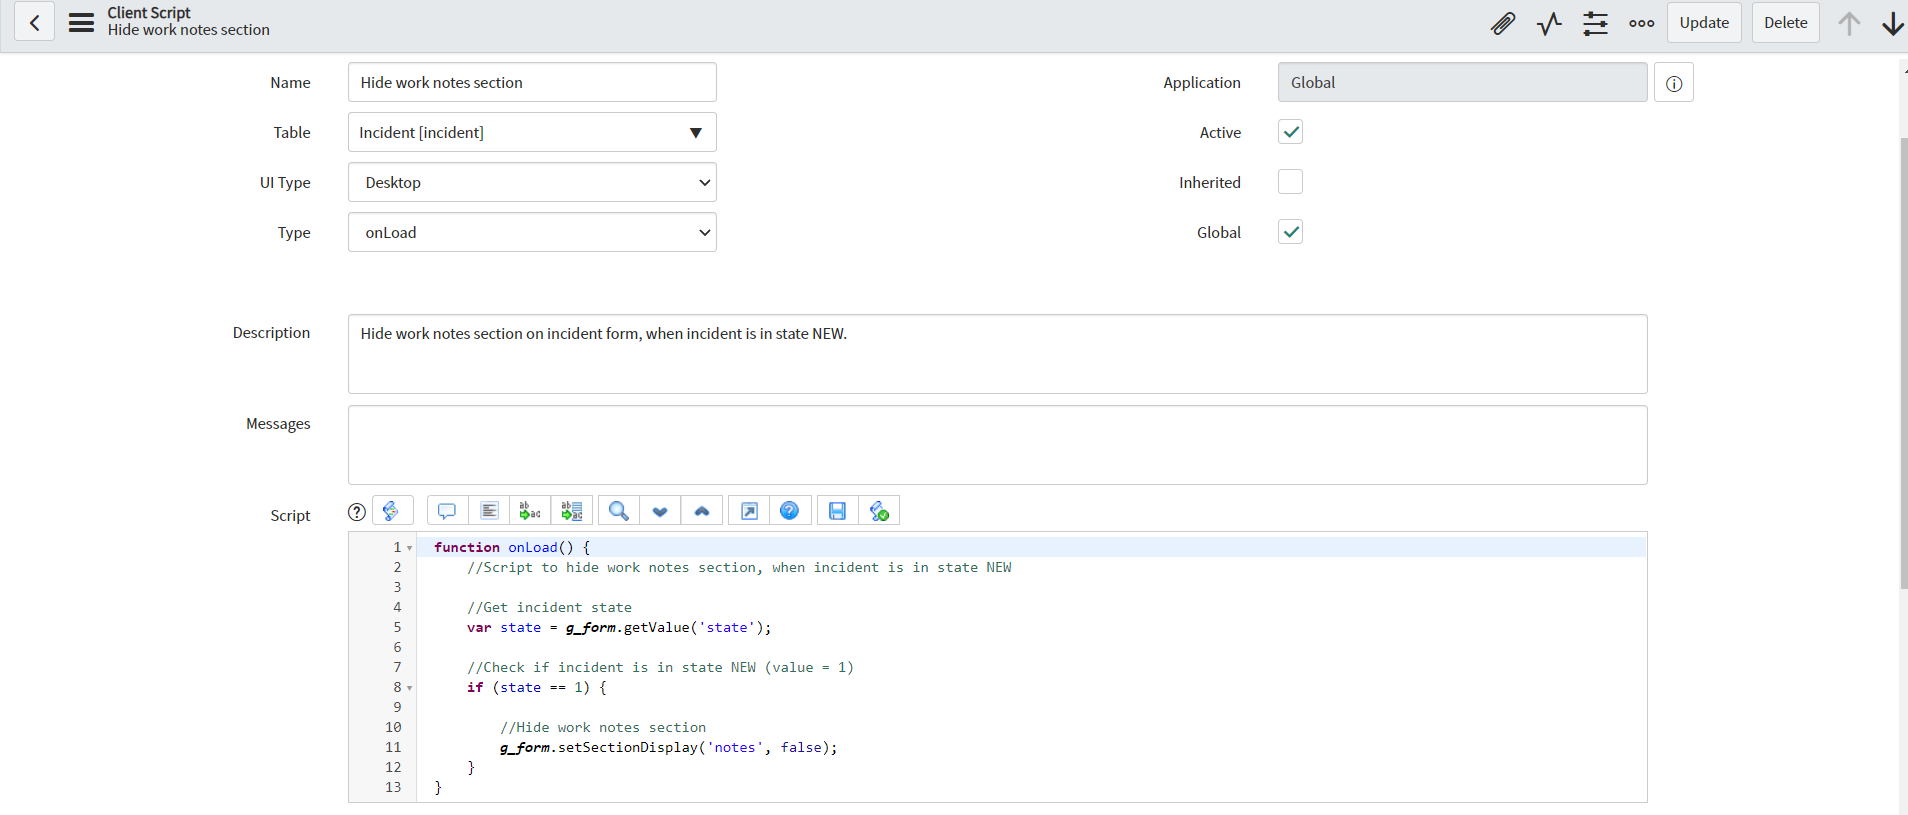 Client Script
Hide work notes section
Update
Delete
Name
Hide work notes section
Application
Global
Table
Incident [incident]
Active
UI Type
Desktop
Inherited
Type
onLoad
Global
Description
Hide work notes section on incident form, when incident is in state NEW.
Messages
Script
1 function onLoad() {
2 //Script to hide work notes section, when incident is in state NEW
3
4 //Get incident state
5 var state = g_form.getValue('state');
6
7 //Check if incident is in state NEW (value = 1)
8 if (state == 1) {
9
10 //Hide work notes section
11 g_form.setSectionDisplay('notes', false);
12 }
13 }